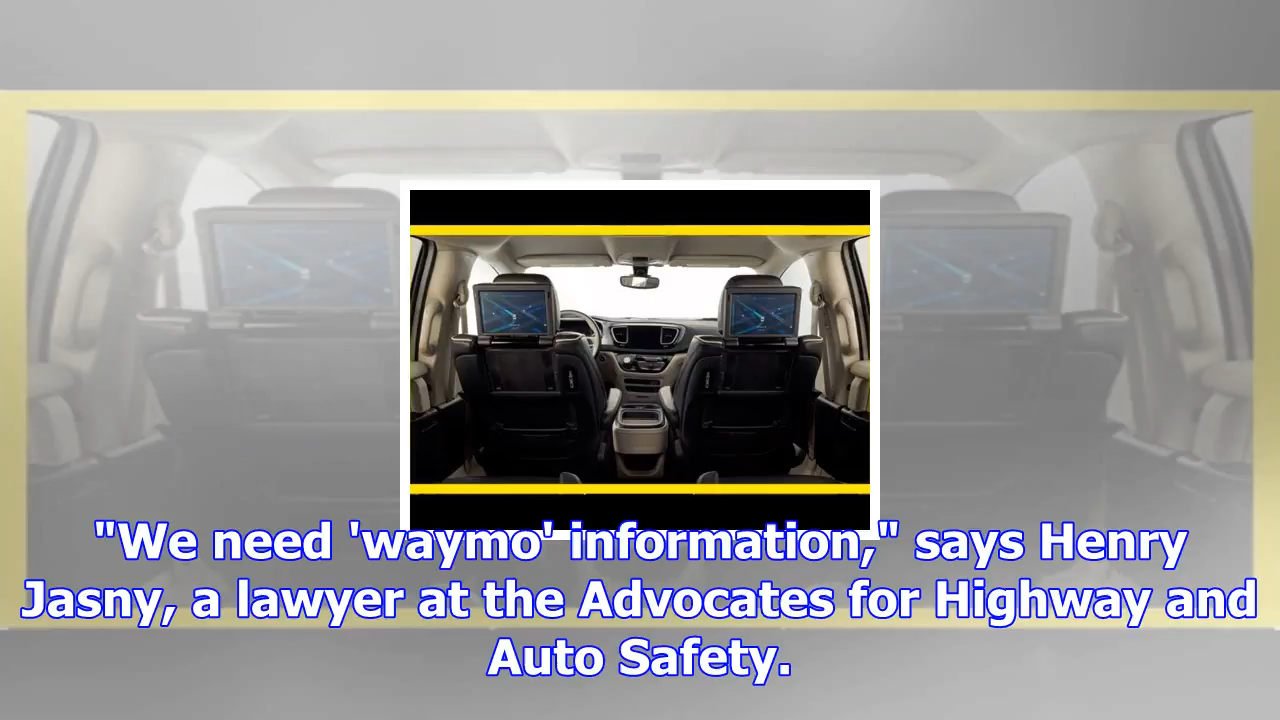 "We need 'waymo' information," says Henry
Jasny, a lawyer at the Advocates for Highway and
Auto Safety.